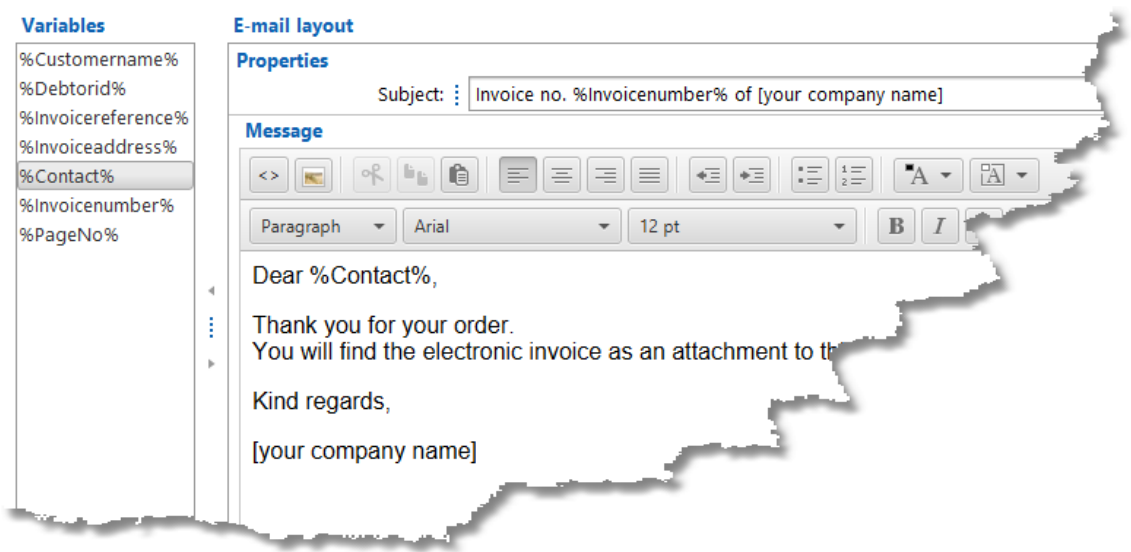 Variables
%Customername%
%Debtorid%
%Invoicereference%
%Invoiceaddress%
%Contact%
%Invoicenumber%
%PageNo%
E-mail layout
Properties
Subject: Invoice no. %Invoicenumber% of [your company name]
Message
A A
Paragraph Arial 12 pt B I
Dear %Contact%,
Thank you for your order.
You will find the electronic invoice as an attachment to
Kind regards,
[your company name]